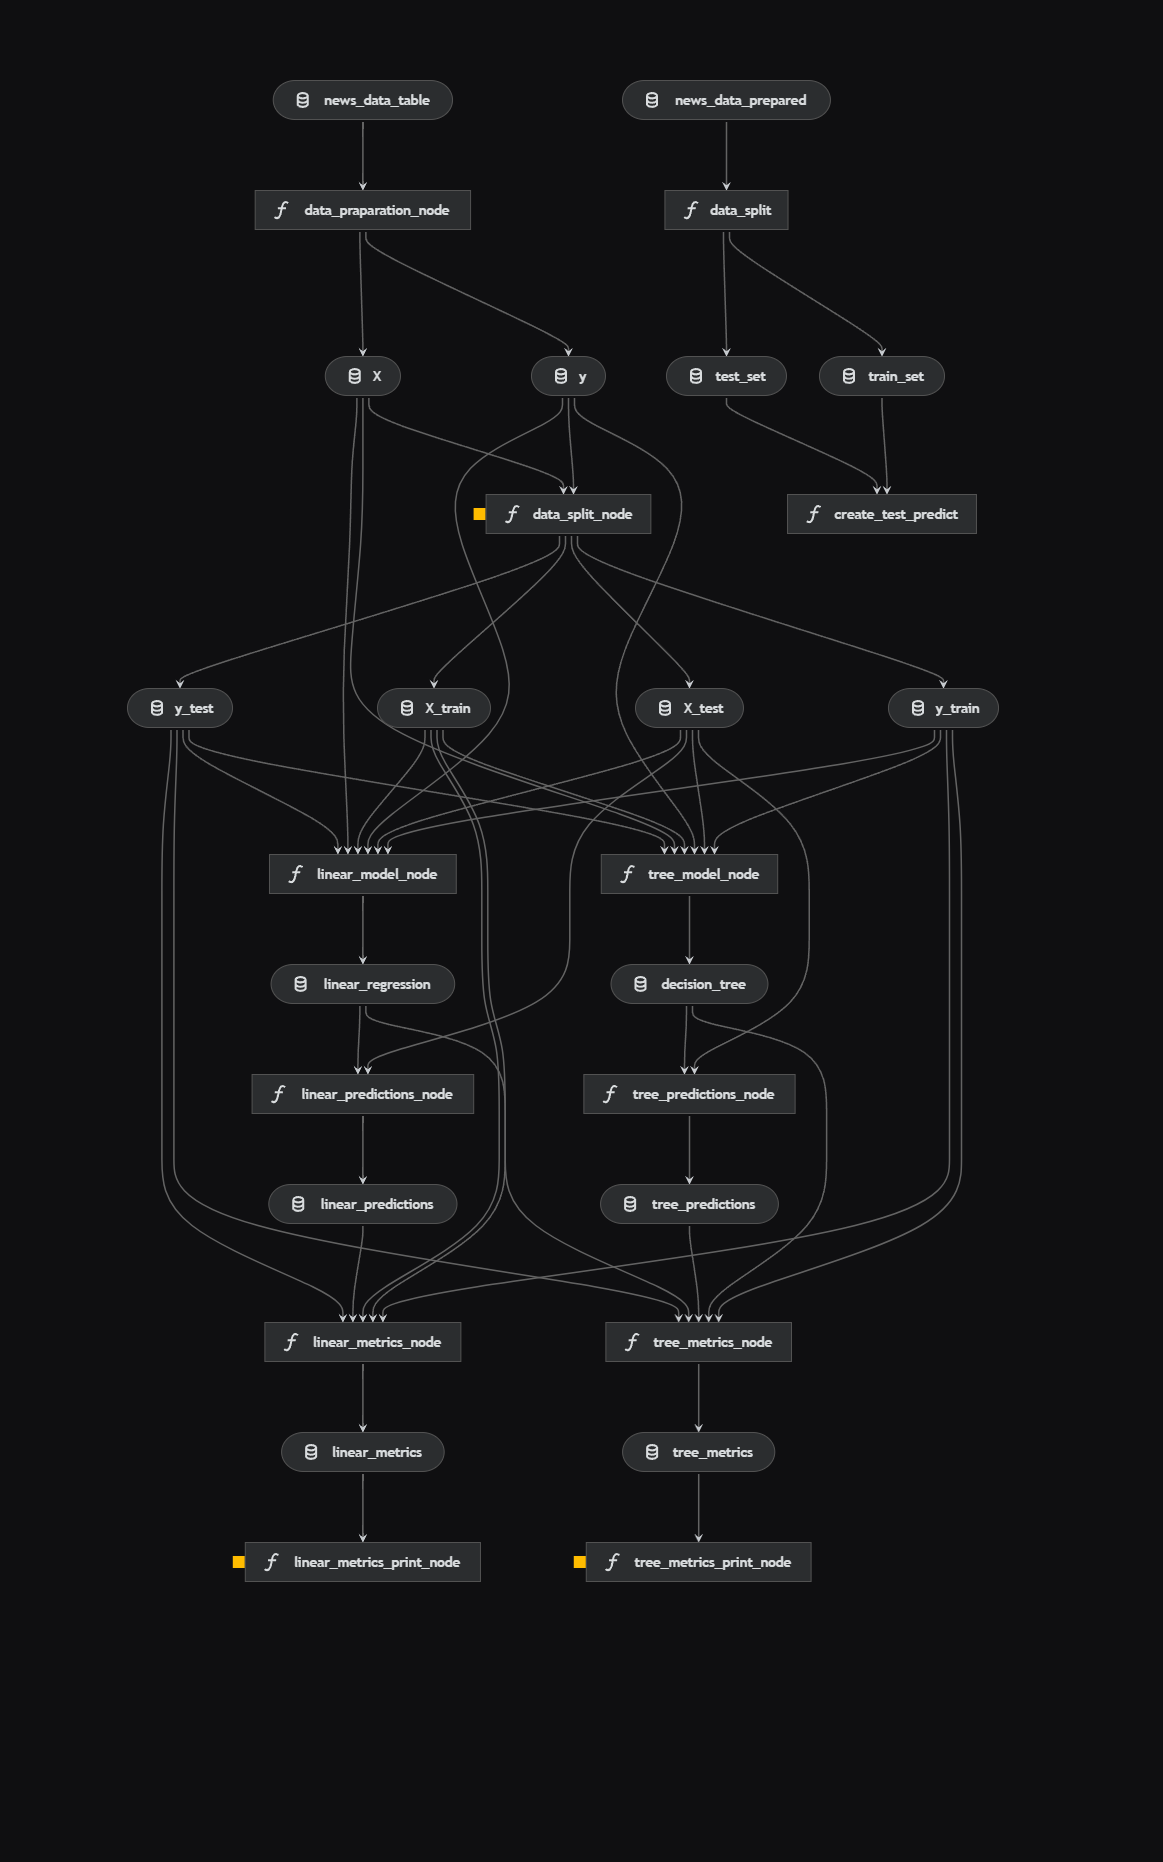 news_data_table
news_data_prepared
data_praparation_node
data_split
X
y
test_set
train_set
data_split_node
create_test_predict
y_test
X_train
X_test
y_train
linear_model_node
tree_model_node
linear_regression
decision_tree
linear_predictions_node
tree_predictions_node
linear_predictions
tree_predictions
linear_metrics_node
tree_metrics_node
linear_metrics
tree_metrics
linear_metrics_print_node
tree_metrics_print_node